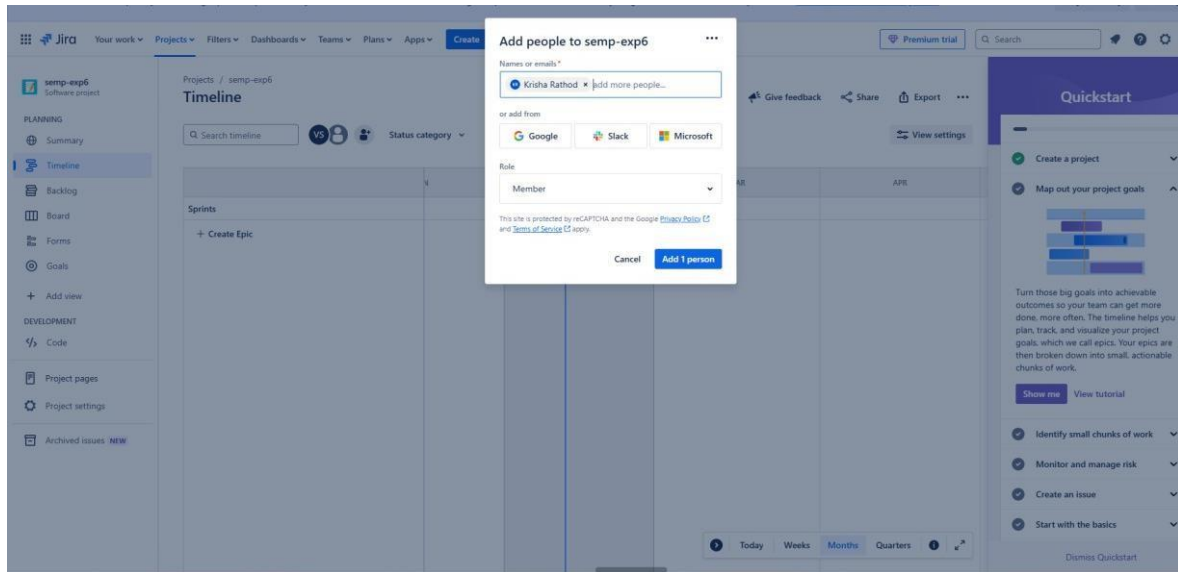 Jira Your work Projects Filters Dashboards Teams Plans Apps Create Premium trial Search
semp-exp6
Software project
PLANNING
Summary
Timeline
Backlog
Board
Forms
Goals
+ Add view
DEVELOPMENT
Code
Project pages
Project settings
Archived issues NEW
Projects / semp-exp6
Timeline
Give feedback Share Export
Search timeline VS Status category View settings
APR
Sprints
+ Create Epic
Add people to semp-exp6
Names or emails*
Krisha Rathod × add more people...
or add from
Google Slack Microsoft
Role
Member
This site is protected by reCAPTCHA and the Google Privacy Policy
and Terms of Service apply.
Cancel Add 1 person
Today Weeks Months Quarters
Quickstart
Create a project
Map out your project goals
Turn those big goals into achievable
outcomes so your team can get more
done, more often. The timeline helps you
plan, track, and visualize your project
goals, which we call epics. Your epics are
then broken down into small, actionable
chunks of work.
Show me View tutorial
Identify small chunks of work
Monitor and manage risk
Create an issue
Start with the basics
Dismiss Quickstart